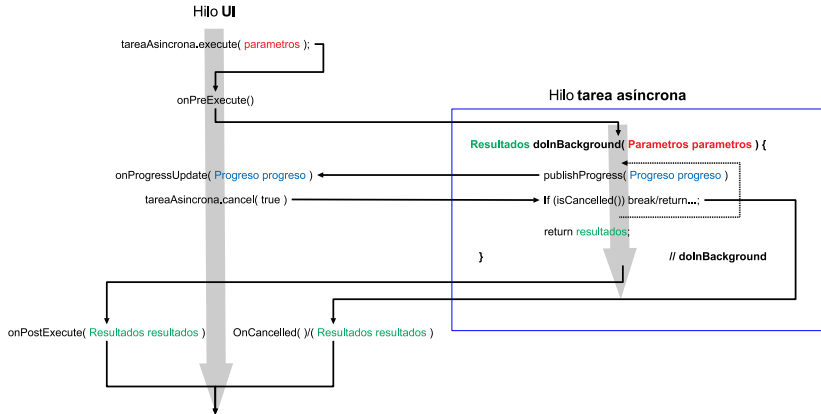 Hilo UI
tareaAsincrona.execute( parametros );
onPreExecute()
Hilo tarea asíncrona
Resultados doInBackground( Parametros parametros ) {
onProgressUpdate( Progreso progreso )
publishProgress( Progreso progreso )
tareaAsincrona.cancel( true )
If (isCancelled()) break/return...;
return resultados;
}
// doInBackground
onPostExecute( Resultados resultados )
OnCancelled( )/( Resultados resultados )